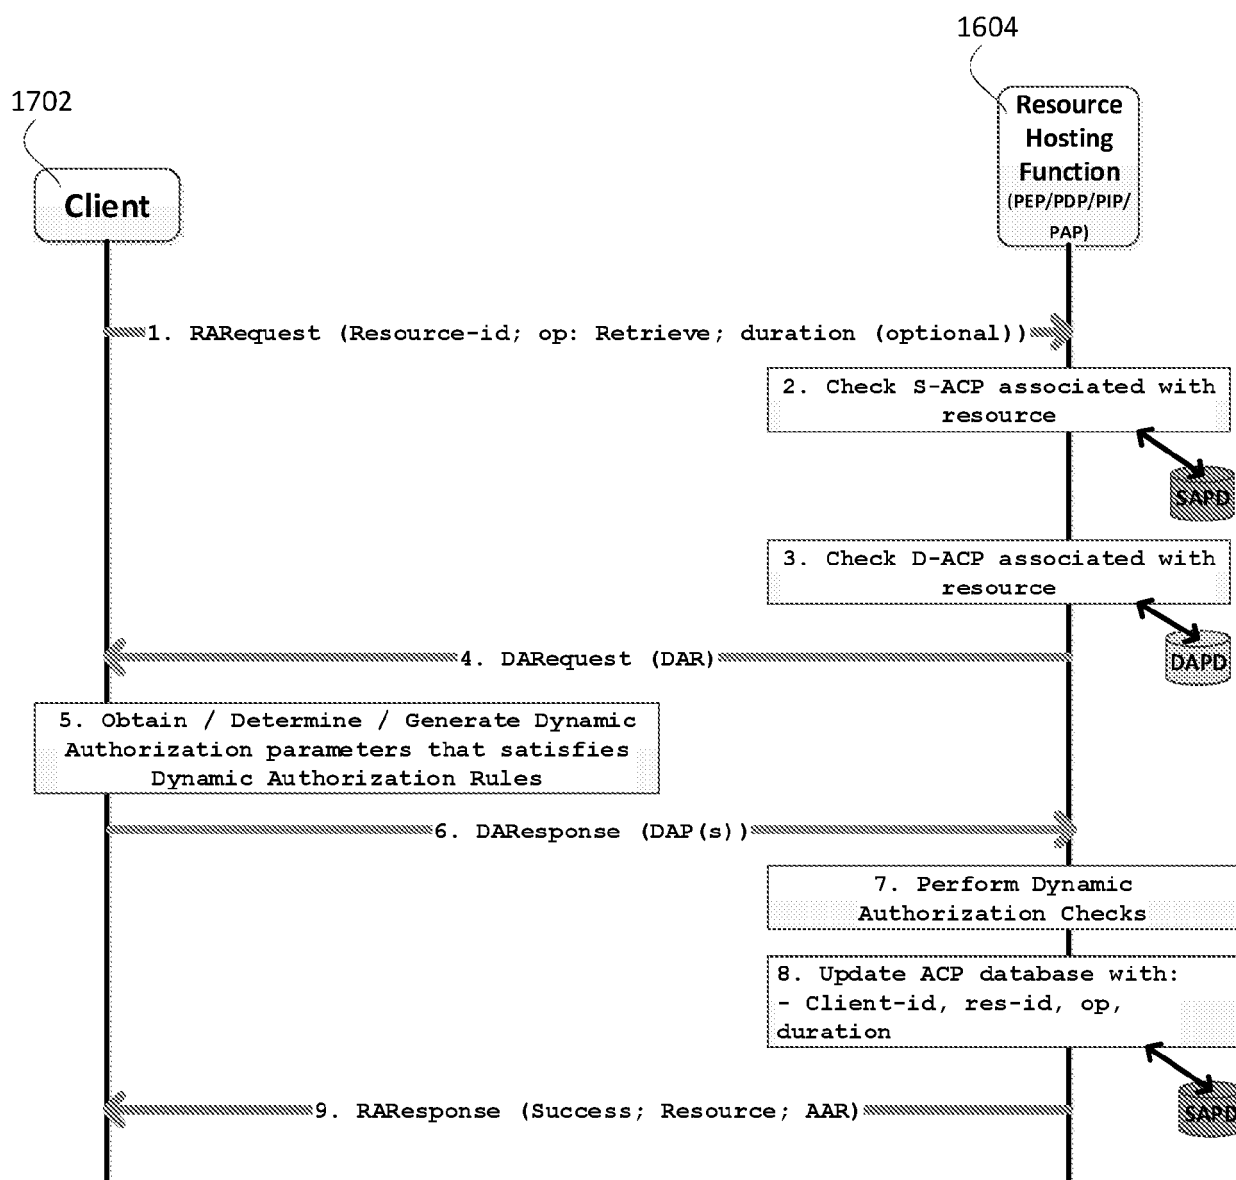 1604
1702
Resource
Hosting
Function
(PEP/PDP/PIP/
PAP)
Client
1. RARequest (Resource-id; op: Retrieve; duration (optional))
2. Check S-ACP associated with
resource
SAPD
3. Check D-ACP associated with
resource
DAPD
4. DARequest (DAR)
5. Obtain / Determine / Generate Dynamic
Authorization parameters that satisfies
Dynamic Authorization Rules
6. DAResponse (DAP(s))
7. Perform Dynamic
Authorization Checks
8. Update ACP database with:
- Client-id, res-id, op,
duration
9. RAResponse (Success; Resource; AAR)
SAPD